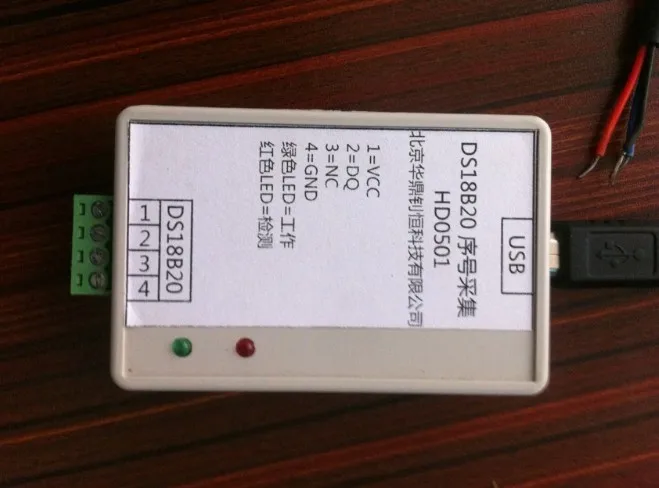 USB
DS18B20 序号采集
HD0501
北京华鼎钊恒科技有限公司
1=VCC
2=DQ
3=NC
4=GND
绿色LED=工作
红色LED=检测
DS18B20
1
2
3
4